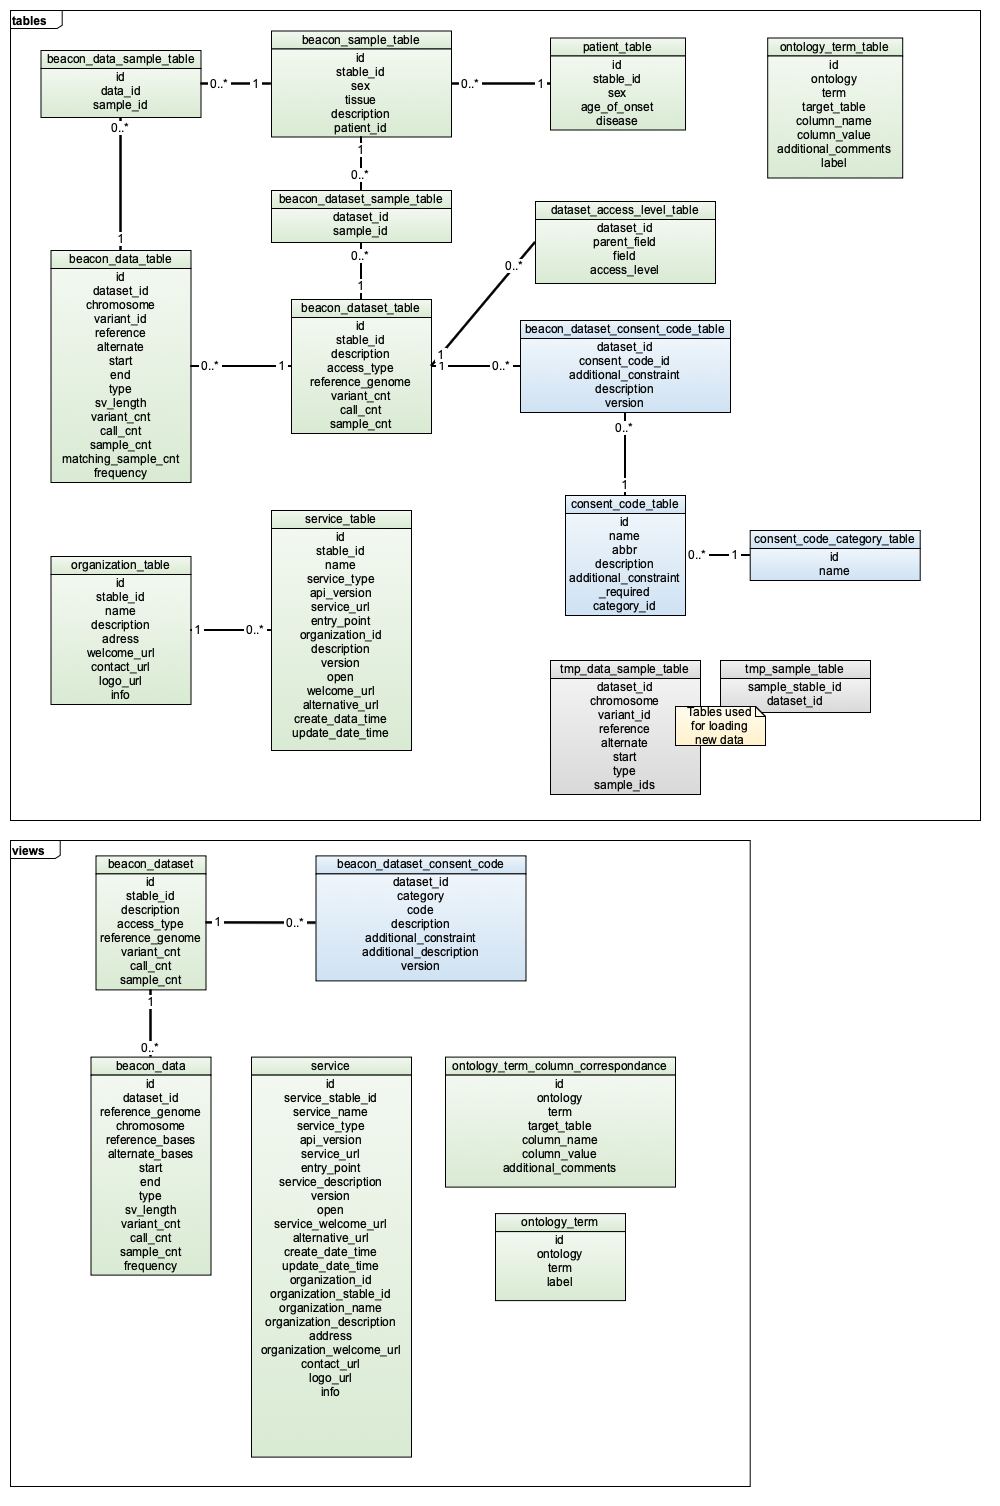 tables
beacon_data_sample_table
id
data_id
sample_id
0..*
1
beacon_sample_table
id
stable_id
sex
tissue
description
patient_id
0..*
1
patient_table
id
stable_id
sex
age_of_onset
disease
ontology_term_table
id
ontology
term
target_table
column_name
column_value
additional_comments
label
0..*
1
1
0..*
beacon_dataset_sample_table
dataset_id
sample_id
0..*
1
dataset_access_level_table
dataset_id
parent_field
field
access_level
0..*
1
beacon_data_table
id
dataset_id
chromosome
variant_id
reference
alternate
start
end
type
sv_length
variant_cnt
call_cnt
sample_cnt
matching_sample_cnt
frequency
0..*
1
beacon_dataset_table
id
stable_id
description
access_type
reference_genome
variant_cnt
call_cnt
sample_cnt
1
0..*
beacon_dataset_consent_code_table
dataset_id
consent_code_id
additional_constraint
description
version
0..*
1
consent_code_table
id
name
abbr
description
additional_constraint
_required
category_id
0..*
1
consent_code_category_table
id
name
organization_table
id
stable_id
name
description
adress
welcome_url
contact_url
logo_url
info
1
0..*
service_table
id
stable_id
name
service_type
api_version
service_url
entry_point
organization_id
description
version
open
welcome_url
alternative_url
create_data_time
update_date_time
tmp_data_sample_table
dataset_id
chromosome
variant_id
reference
alternate
start
type
sample_ids
tmp_sample_table
sample_stable_id
dataset_id
Tables used
for loading
new data
views
beacon_dataset
id
stable_id
description
access_type
reference_genome
variant_cnt
call_cnt
sample_cnt
1
0..*
beacon_dataset_consent_code
dataset_id
category
code
description
additional_constraint
additional_description
version
1
0..*
beacon_data
id
dataset_id
reference_genome
chromosome
reference_bases
alternate_bases
start
end
type
sv_length
variant_cnt
call_cnt
sample_cnt
frequency
service
id
service_stable_id
service_name
service_type
api_version
service_url
entry_point
service_description
version
open
service_welcome_url
alternative_url
create_date_time
update_date_time
organization_id
organization_stable_id
organization_name
organization_description
address
organization_welcome_url
contact_url
logo_url
info
ontology_term_column_correspondance
id
ontology
term
target_table
column_name
column_value
additional_comments
ontology_term
id
ontology
term
label